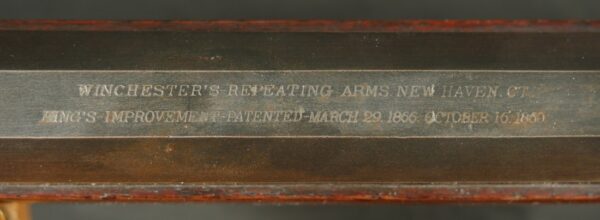 WINCHESTER'S-REPEATING ARMS. NEW HAVEN. CT.
KING'S-IMPROVEMENT-PATENTED-MARCH 29. 1866. OCTOBER 16. 1860